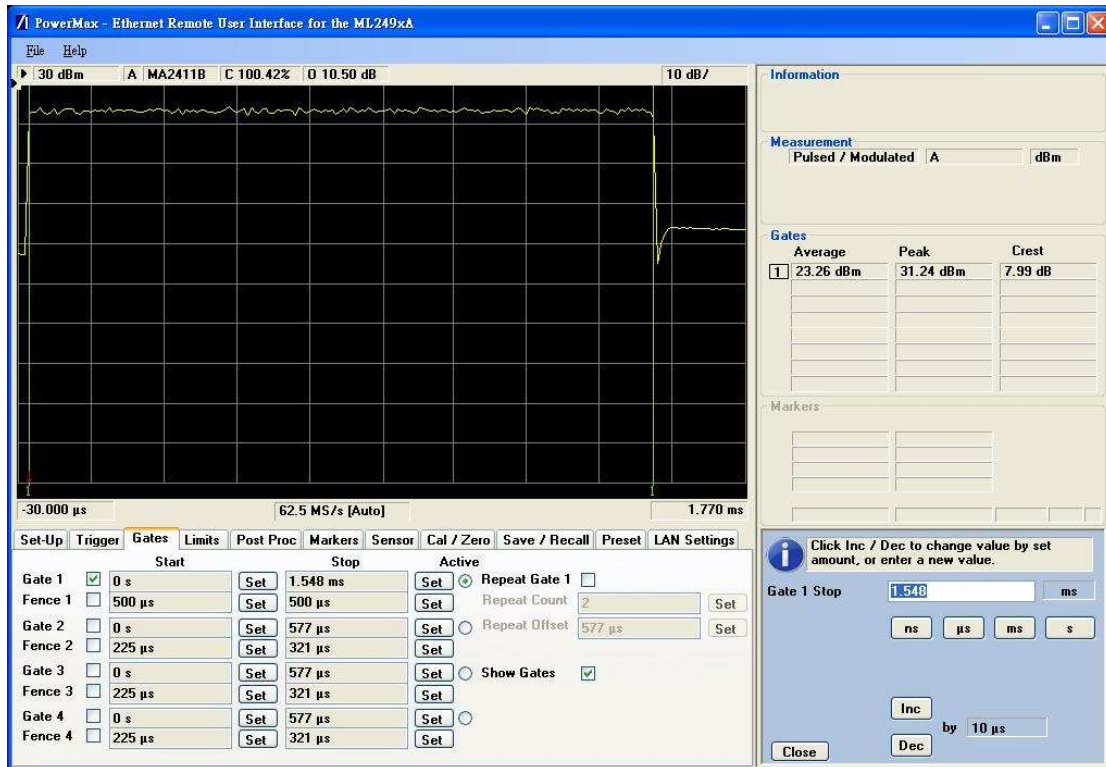 PowerMax - Ethernet Remote User Interface for the ML249xA
File Help
30 dBm A MA2411B C 100.42% O 10.50 dB 10 dB/
1 1
-30.000 µs 62.5 MS/s [Auto] 1.770 ms
Set-Up Trigger Gates Limits Post Proc Markers Sensor Cal / Zero Save / Recall Preset LAN Settings
Start Stop Active
Gate 1 0 s Set 1.548 ms Set Repeat Gate 1
Fence 1 500 µs Set 500 µs Set Repeat Count 2 Set
Gate 2 0 s Set 577 µs Set Repeat Offset 577 µs Set
Fence 2 225 µs Set 321 µs Set
Gate 3 0 s Set 577 µs Set Show Gates
Fence 3 225 µs Set 321 µs Set
Gate 4 0 s Set 577 µs Set
Fence 4 225 µs Set 321 µs Set
Information
Measurement
Pulsed / Modulated A dBm
Gates
Average Peak Crest
1 23.26 dBm 31.24 dBm 7.99 dB
Markers
Click Inc / Dec to change value by set
amount, or enter a new value.
Gate 1 Stop 1.548 ms
ns µs ms s
Inc
by 10 µs
Dec
Close